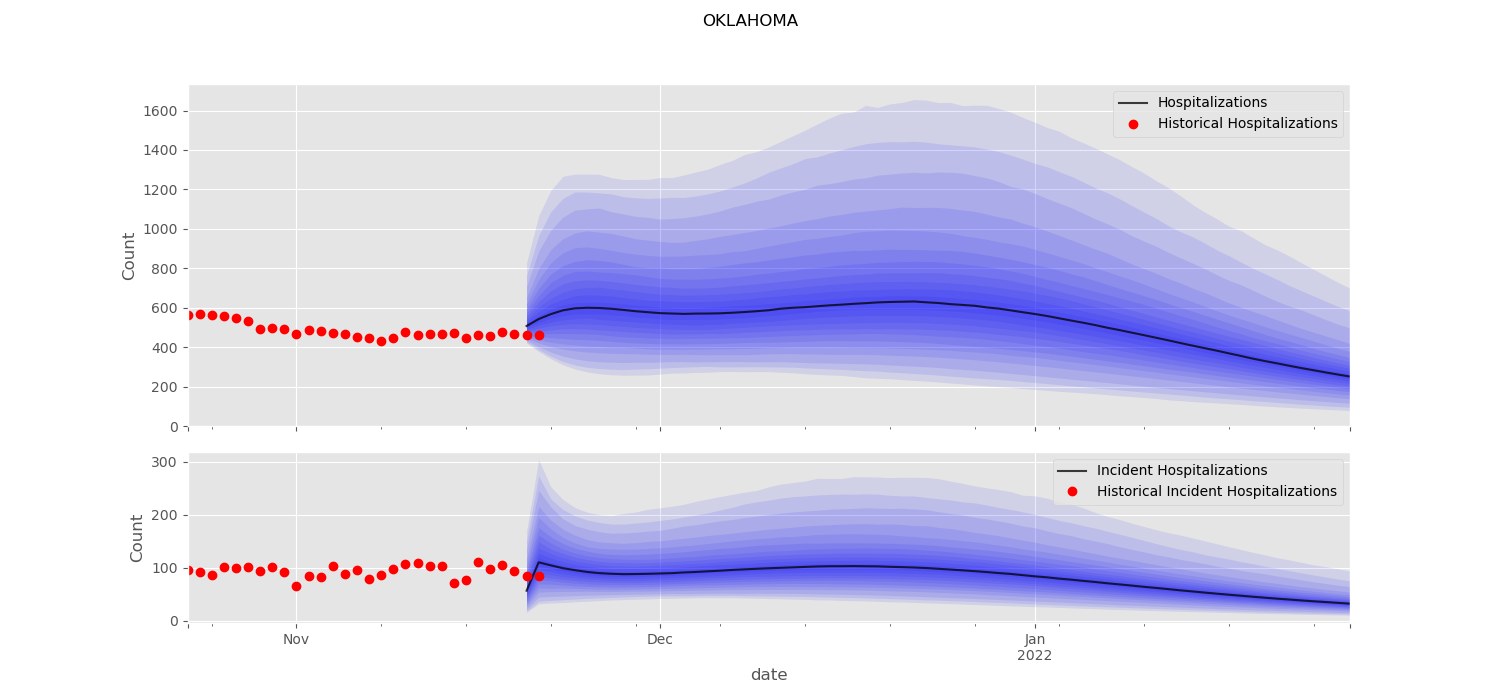 OKLAHOMA
Count
1600
1400
1200
1000
800
600
400
200
0
Hospitalizations
Historical Hospitalizations
Count
300
200
100
0
Incident Hospitalizations
Historical Incident Hospitalizations
Nov
Dec
Jan
2022
date